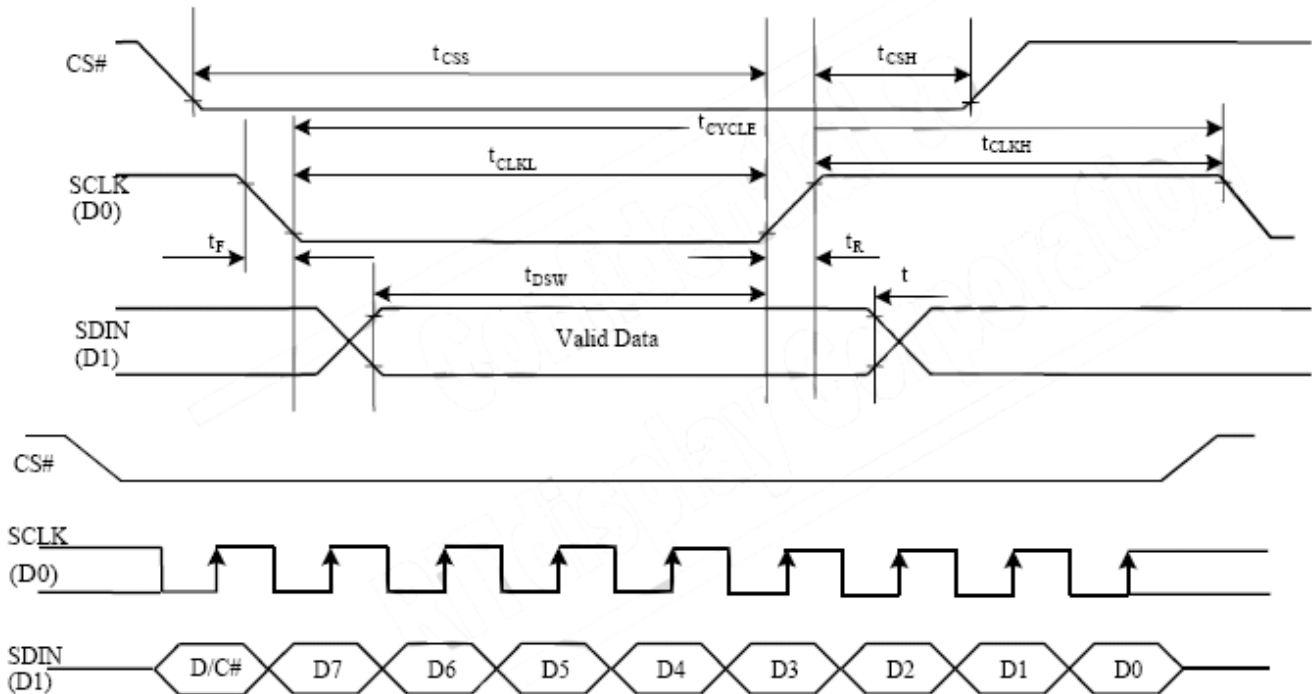 CS#
tCSS
tCSH
tCYCLE
tCLKL
tCLKH
SCLK
(D0)
tF
tR
tDSW
t
SDIN
(D1)
Valid Data
CS#
SCLK
(D0)
SDIN
(D1)
D/C# D7 D6 D5 D4 D3 D2 D1 D0